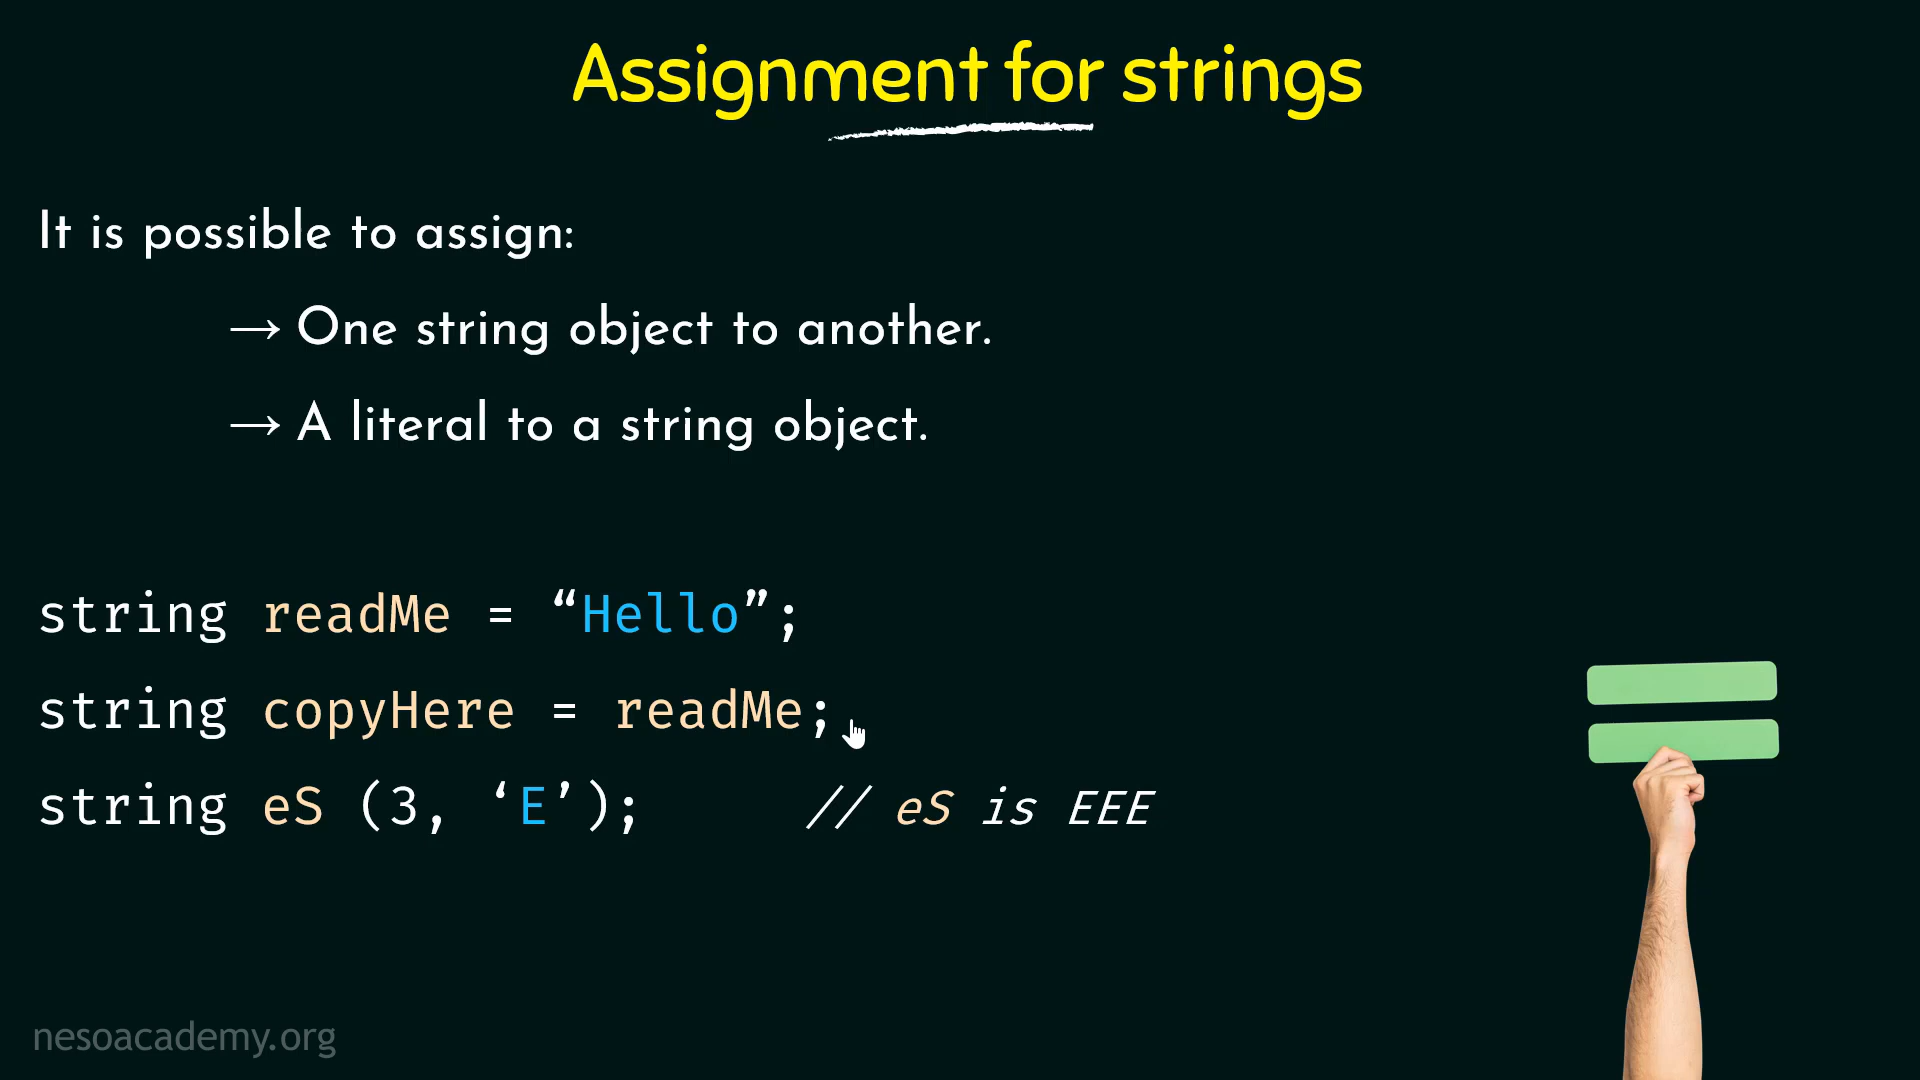 Assignment for strings
It is possible to assign:
→ One string object to another.
→ A literal to a string object.
string readMe = “Hello”;
string copyHere = readMe;
string eS (3, ‘E’); // eS is EEE
nesoacademy.org